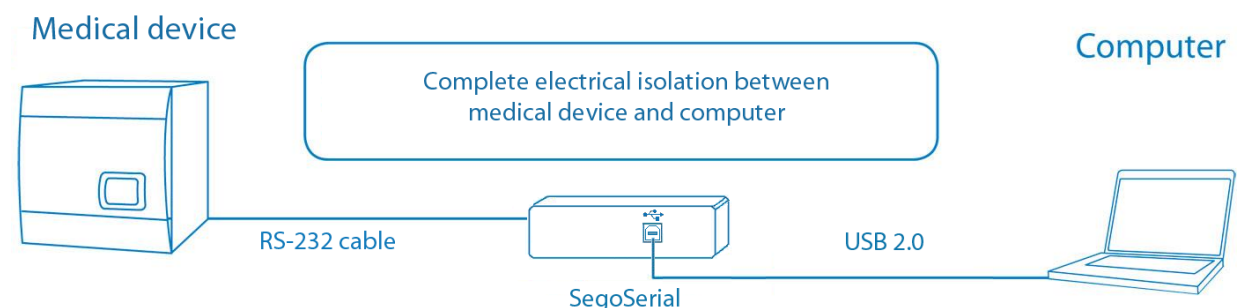 Medical device
Complete electrical isolation between
medical device and computer
Computer
RS-232 cable
USB 2.0
SegoSerial